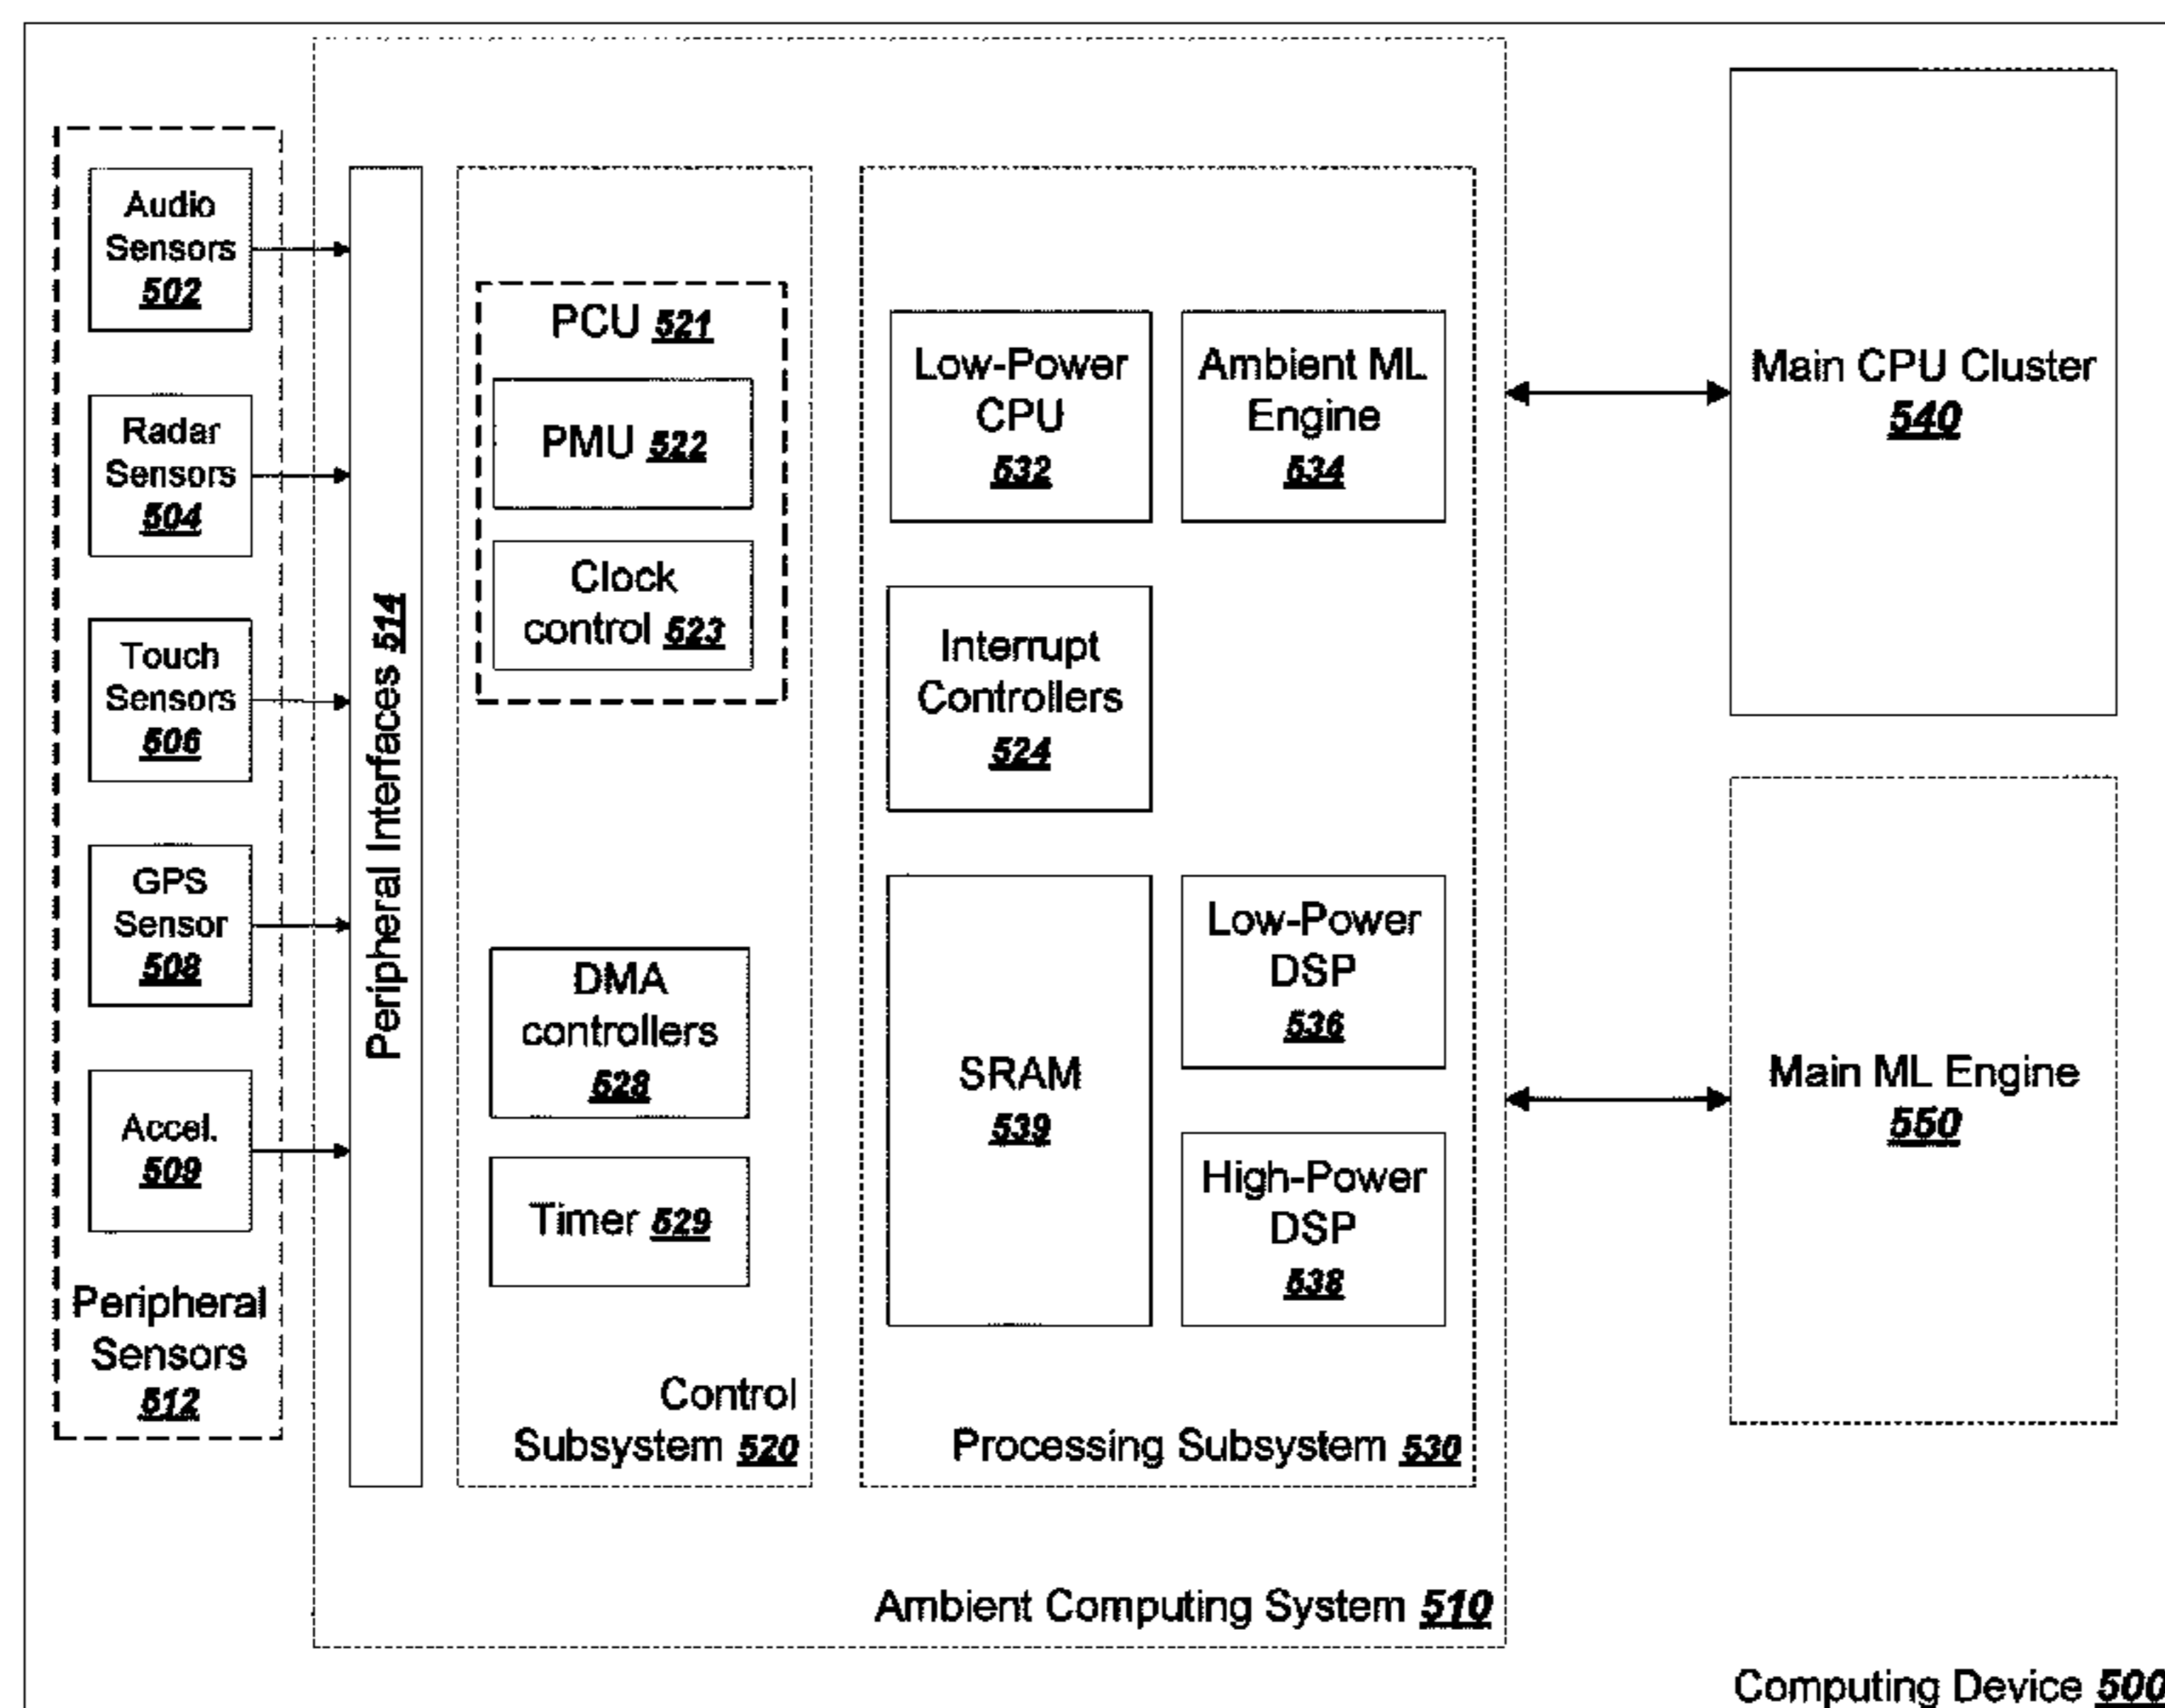 Audio
Sensors
502
Radar
Sensors
504
Touch
Sensors
506
GPS
Sensor
508
Accel.
509
Peripheral
Sensors
512
Peripheral Interfaces 514
PCU 521
PMU 522
Clock
control 523
DMA
controllers
528
Timer 529
Control
Subsystem 520
Low-Power
CPU
532
Ambient ML
Engine
534
Interrupt
Controllers
524
SRAM
539
Low-Power
DSP
536
High-Power
DSP
538
Processing Subsystem 530
Ambient Computing System 510
Main CPU Cluster
540
Main ML Engine
550
Computing Device 500